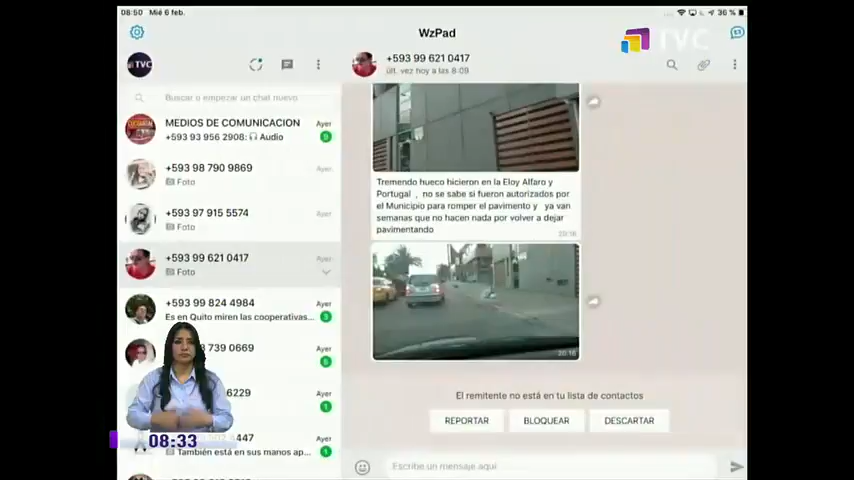 08:50 Mié 6 feb.
36 %
WzPad
TVC
TVC
+593 99 621 0417
últ. vez hoy a las 8:09
Buscar o empezar un chat nuevo
MEDIOS DE COMUNICACION
Ayer
+593 93 956 2908: Audio
9
+593 98 790 9869
Ayer
Foto
+593 97 915 5574
Ayer
Foto
+593 99 621 0417
Ayer
Foto
+593 99 824 4984
Ayer
Es en Quito miren las cooperativas...
3
8 739 0669
Ayer
6229
Ayer
1
447
Ayer
También está en sus manos ap...
1
Tremendo hueco hicieron en la Eloy Alfaro y
Portugal , no se sabe si fueron autorizados por
el Municipio para romper el pavimento y ya van
semanas que no hacen nada por volver a dejar
pavimentando
20:16
20:16
El remitente no está en tu lista de contactos
REPORTAR
BLOQUEAR
DESCARTAR
Escribe un mensaje aquí
08:33